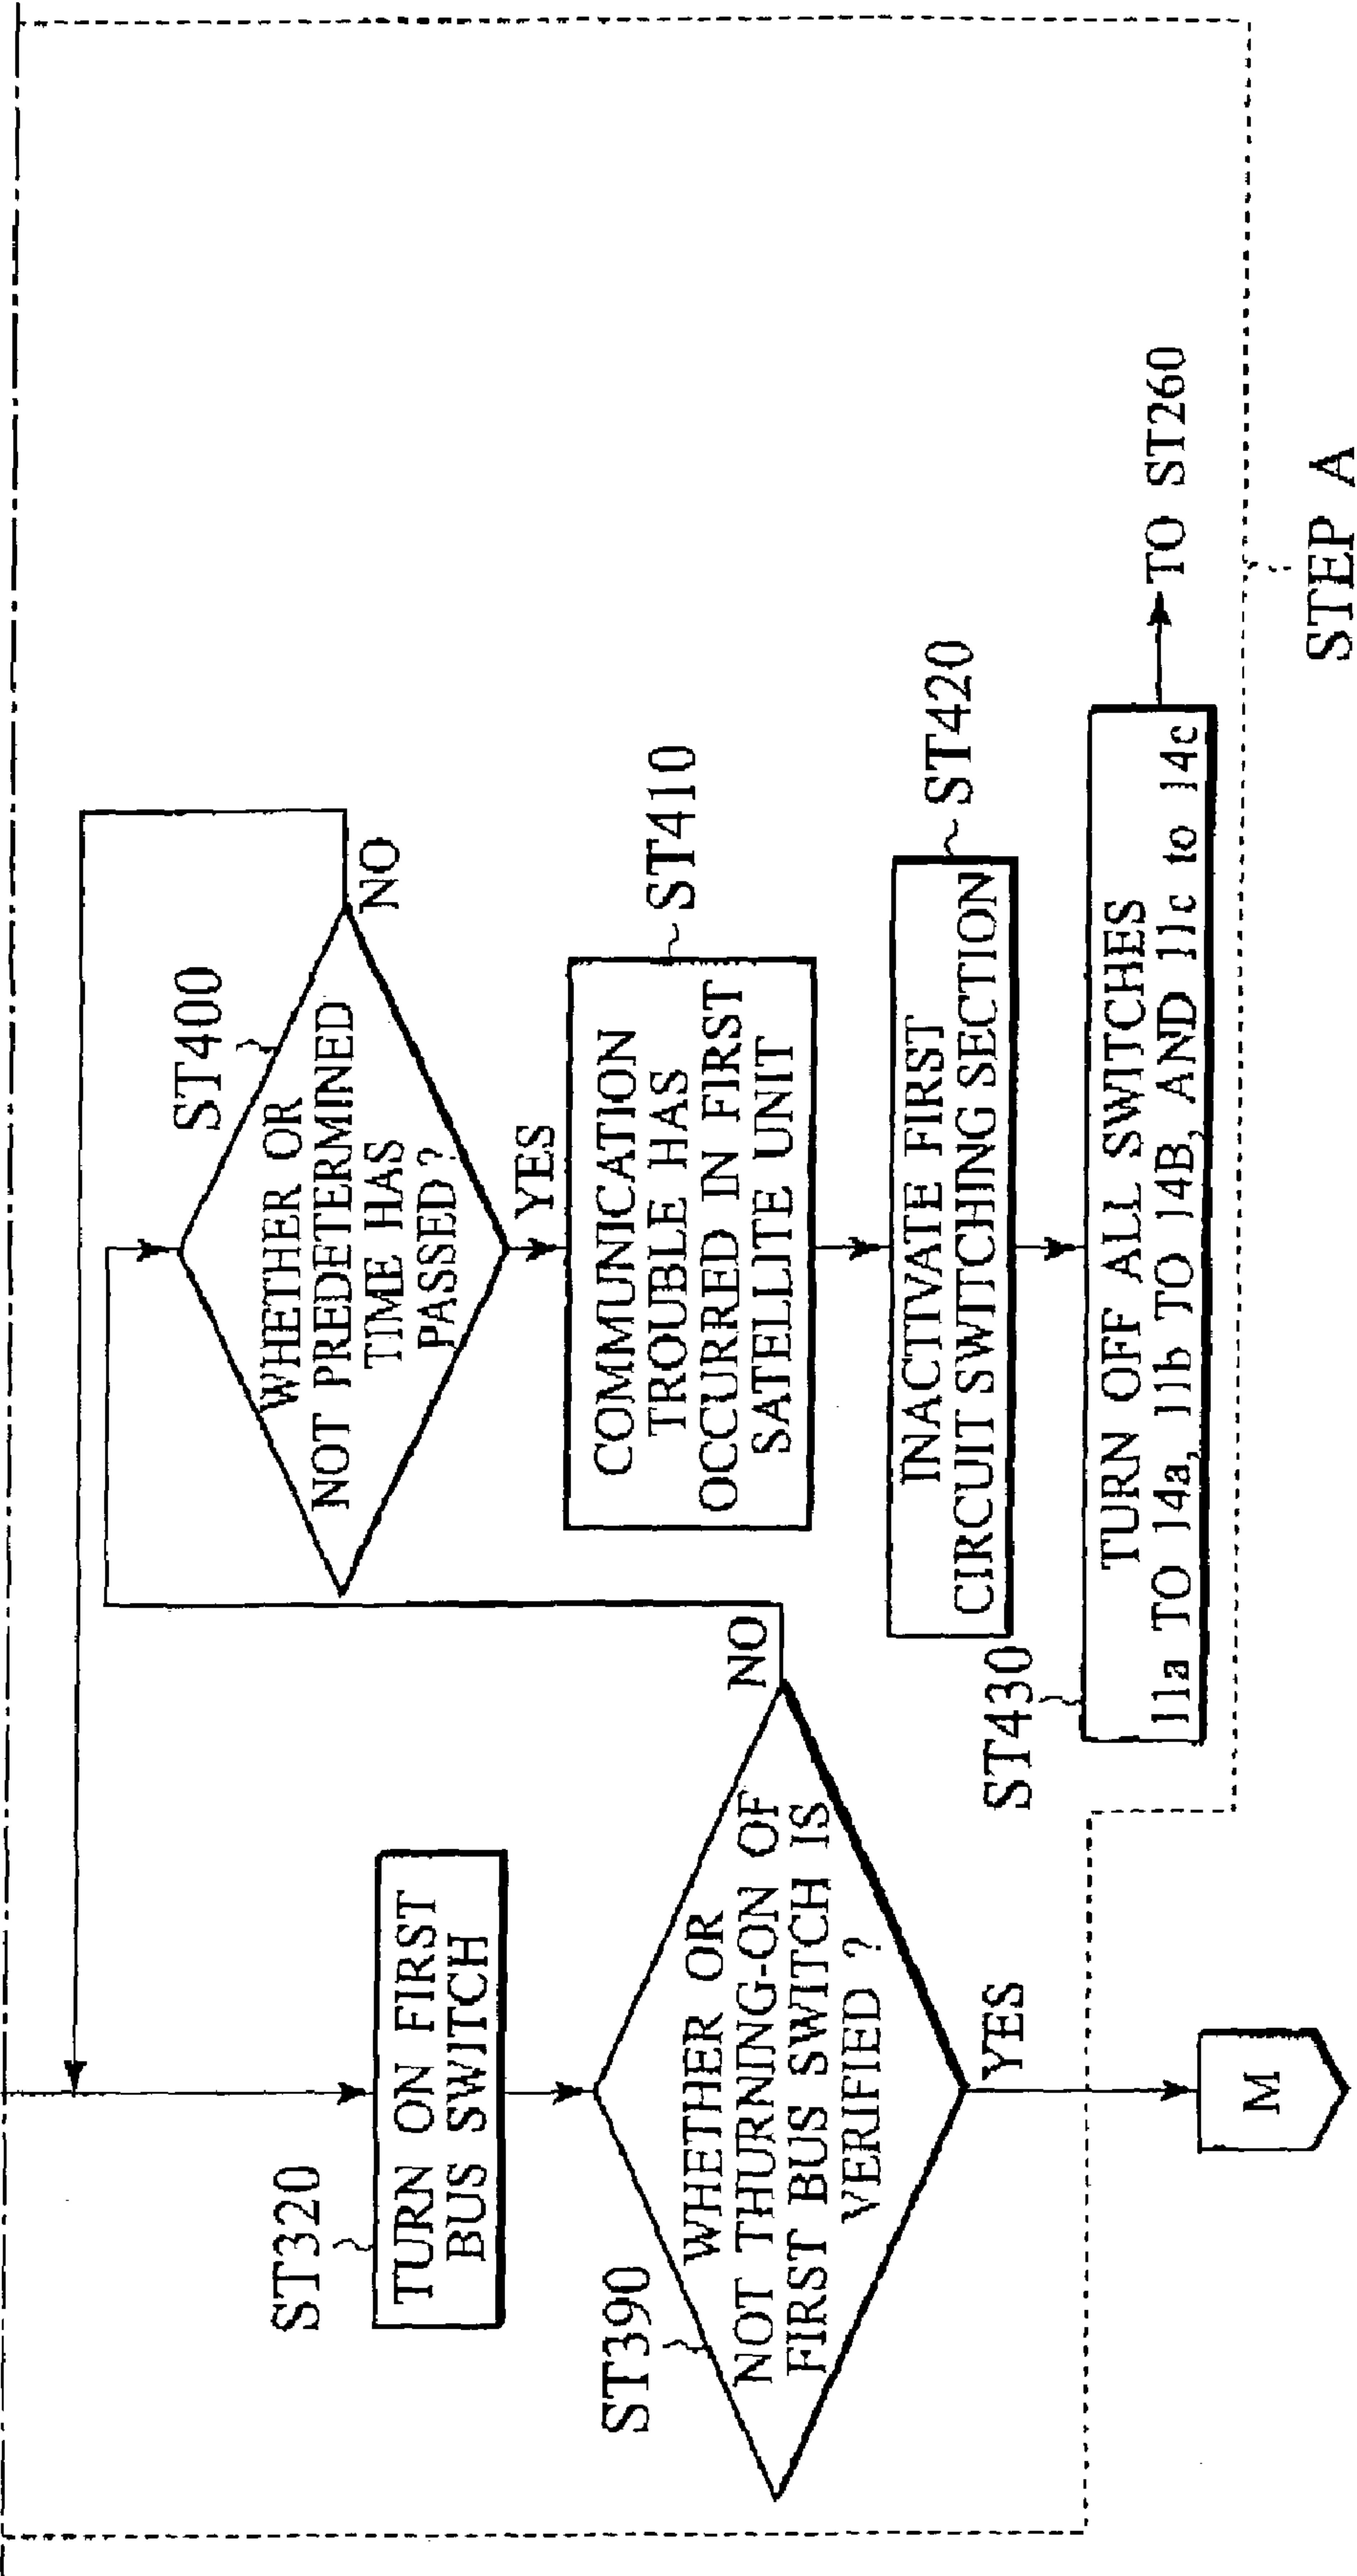 ST320
TURN ON FIRST
BUS SWITCH
ST390
WHETHER OR
NOT THURNING-ON OF
FIRST BUS SWITCH IS
VERIFIED ?
NO
YES
M
ST400
WHETHER OR
NOT PREDETERMINED
TIME HAS
PASSED ?
NO
YES
COMMUNICATION
TROUBLE HAS
OCCURRED IN FIRST
SATELLITE UNIT
ST410
INACTIVATE FIRST
CIRCUIT SWITCHING SECTION
ST420
ST430
TURN OFF ALL SWITCHES
11a TO 14a, 11b TO 14B, AND 11c to 14c
TO ST260
STEP A